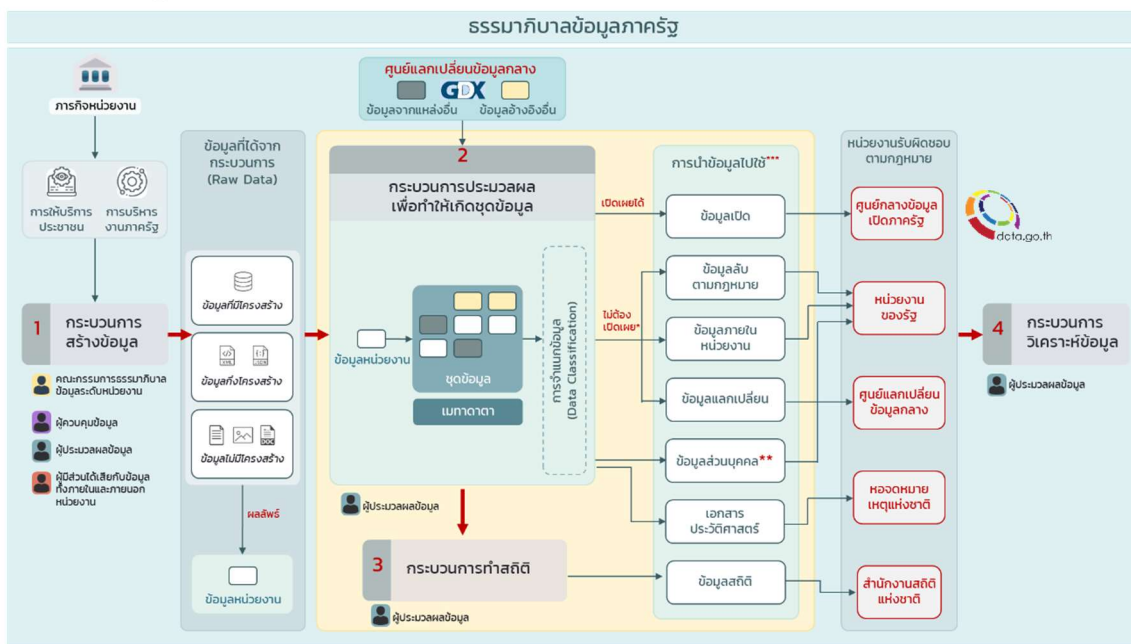 ธรรมาภิบาลข้อมูลภาครัฐ
ภารกิจหน่วยงาน
การให้บริการ
ประชาชน
การบริหาร
งานภาครัฐ
1
กระบวนการ
สร้างข้อมูล
คณะกรรมการธรรมาภิบาล
ข้อมูลระดับหน่วยงาน
ผู้ควบคุมข้อมูล
ผู้ประมวลผลข้อมูล
ผู้มีส่วนได้เสียกับข้อมูล
ทั้งภายในและภายนอก
หน่วยงาน
ข้อมูลที่ได้จาก
กระบวนการ
(Raw Data)
ข้อมูลที่มีโครงสร้าง
ข้อมูลกึ่งโครงสร้าง
DOC
ข้อมูลไม่มีโครงสร้าง
ผลลัพธ์
ข้อมูลหน่วยงาน
ศูนย์แลกเปลี่ยนข้อมูลกลาง
GDX
ข้อมูลจากแหล่งอื่น
ข้อมูลอ้างอิงอื่น
2
กระบวนการประมวลผล
เพื่อทำให้เกิดชุดข้อมูล
ข้อมูลหน่วยงาน
ชุดข้อมูล
เมทาดาตา
การจำแนกข้อมูล
(Data Classification)
ผู้ประมวลผลข้อมูล
3
กระบวนการทำสถิติ
ผู้ประมวลผลข้อมูล
เปิดเผยได้
ไม่ต้อง
เปิดเผย*
การนำข้อมูลไปใช้***
ข้อมูลเปิด
ข้อมูลลับ
ตามกฎหมาย
ข้อมูลภายใน
หน่วยงาน
ข้อมูลแลกเปลี่ยน
ข้อมูลส่วนบุคคล**
เอกสาร
ประวัติศาสตร์
ข้อมูลสถิติ
หน่วยงานรับผิดชอบ
ตามกฎหมาย
ศูนย์กลางข้อมูล
เปิดภาครัฐ
หน่วยงาน
ของรัฐ
ศูนย์แลกเปลี่ยน
ข้อมูลกลาง
หอจดหมาย
เหตุแห่งชาติ
สำนักงานสถิติ
แห่งชาติ
data.go.th
4
กระบวนการ
วิเคราะห์ข้อมูล
ผู้ประมวลผลข้อมูล